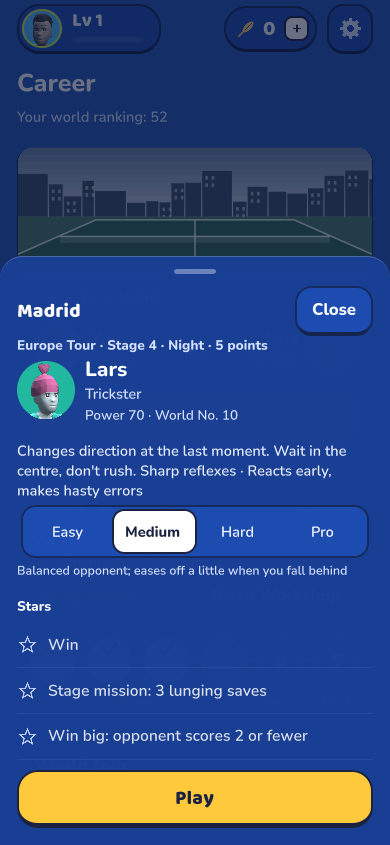 Lv 1
0
+
Career
Your world ranking: 52
Madrid
Close
Europe Tour · Stage 4 · Night · 5 points
Lars
Trickster
Power 70 · World No. 10
Changes direction at the last moment. Wait in the
centre, don't rush. Sharp reflexes · Reacts early,
makes hasty errors
Easy
Medium
Hard
Pro
Balanced opponent; eases off a little when you fall behind
Stars
Win
Stage mission: 3 lunging saves
Win big: opponent scores 2 or fewer
Play